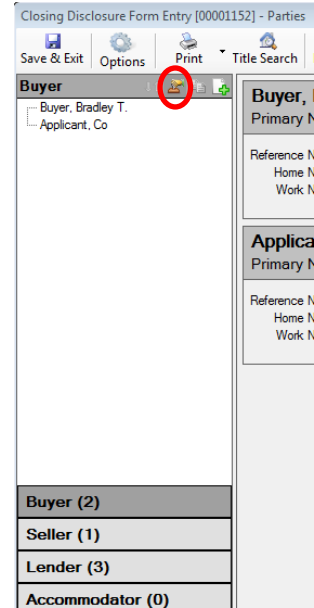 Closing Disclosure Form Entry [00001152] - Parties
Save & Exit Options Print Title Search
Buyer
Buyer, Bradley T.
Applicant, Co
Buyer,
Primary N
Reference N
Home N
Work N
Applica
Primary N
Reference N
Home N
Work N
Buyer (2)
Seller (1)
Lender (3)
Accommodator (0)